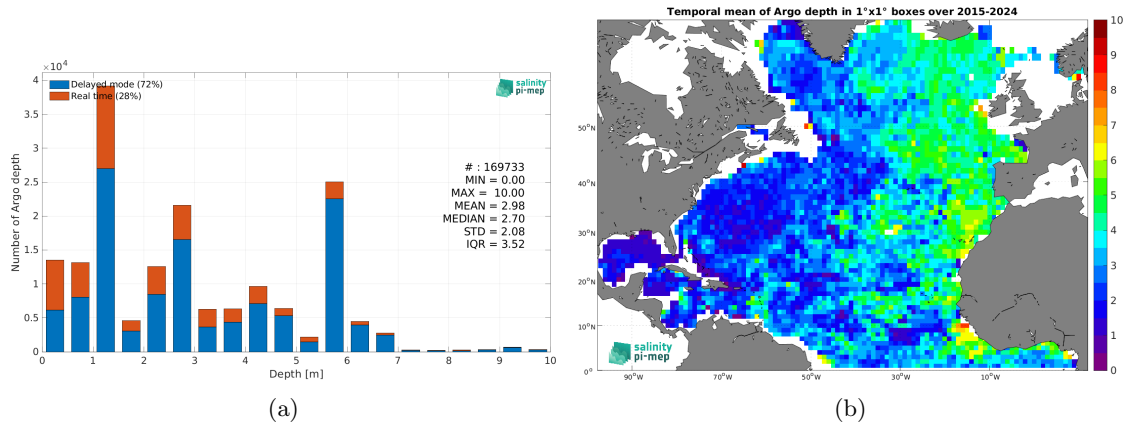 ×10⁴
4
3.5
3
2.5
2
1.5
1
0.5
0
Number of Argo depth
Delayed mode (72%)
Real time (28%)
salinity
pi-mep
# : 169733
MIN = 0.00
MAX = 10.00
MEAN = 2.98
MEDIAN = 2.70
STD = 2.08
IQR = 3.52
0 1 2 3 4 5 6 7 8 9 10
Depth [m]
(a)
Temporal mean of Argo depth in 1°x1° boxes over 2015-2024
50°N
40°N
30°N
20°N
10°N
0°
90°W 70°W 50°W 30°W 10°W
salinity
pi-mep
10
9
8
7
6
5
4
3
2
1
0
(b)